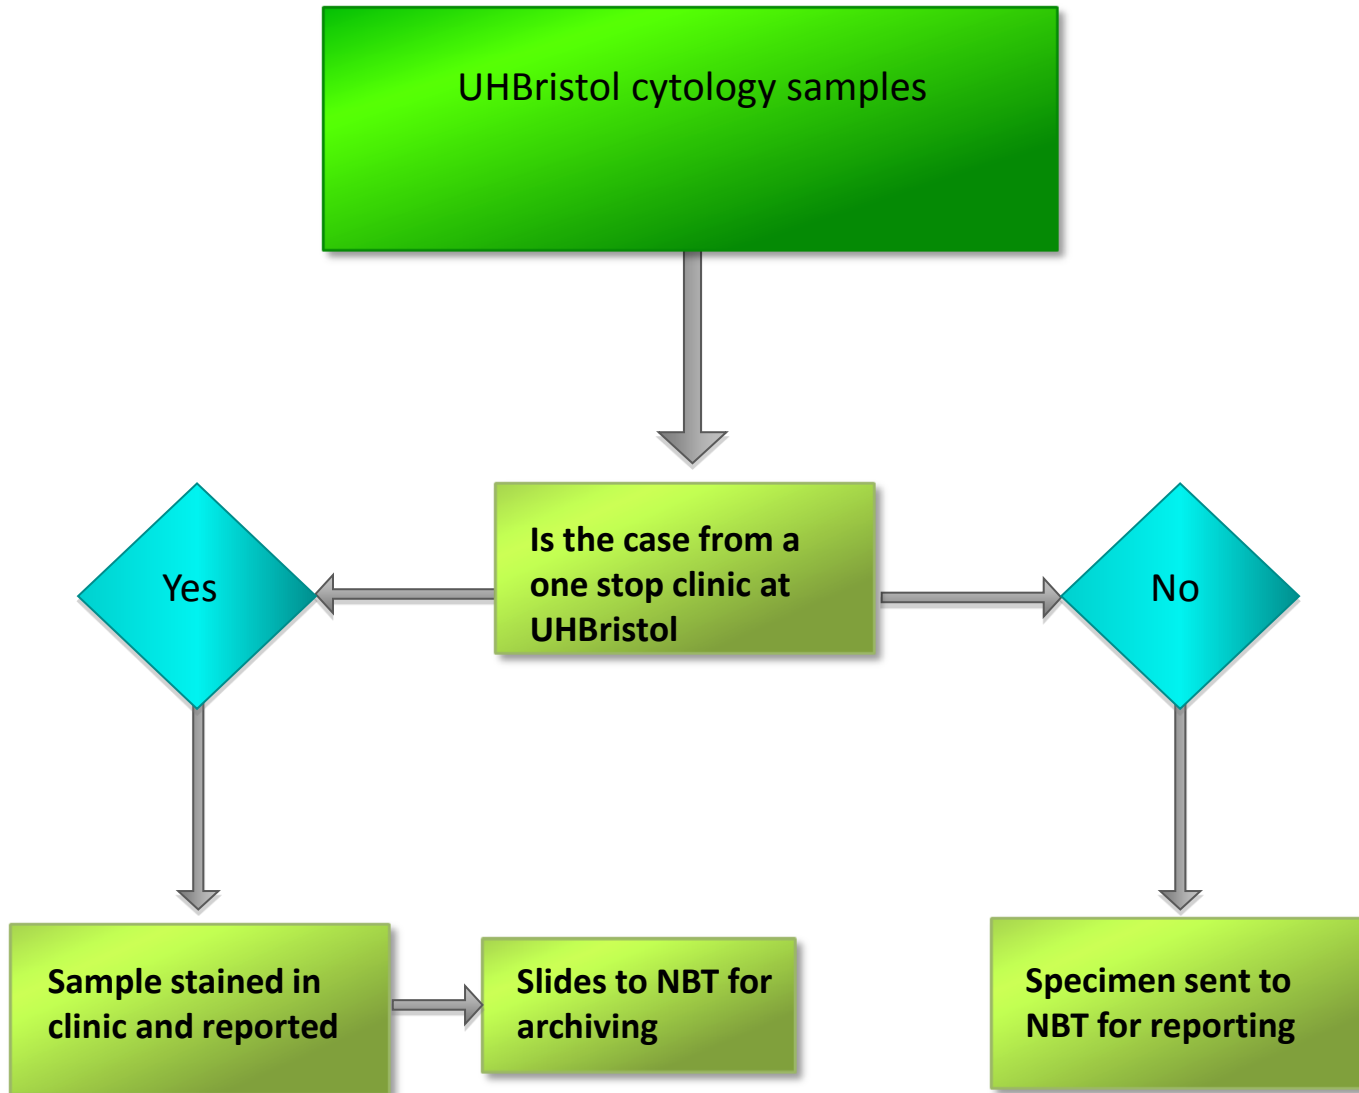 UHBristol cytology samples
Is the case from a
one stop clinic at
UHBristol
Yes
No
Sample stained in
clinic and reported
Slides to NBT for
archiving
Specimen sent to
NBT for reporting